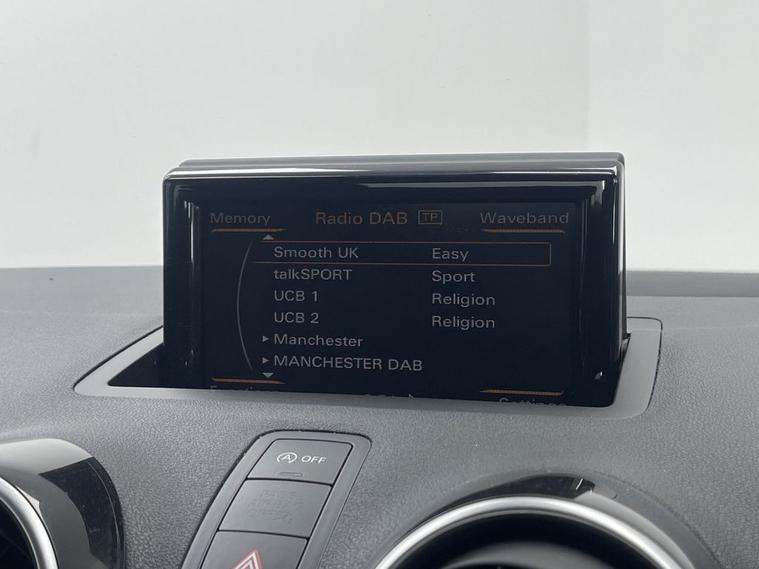 Memory Radio DAB TP Waveband
Smooth UK Easy
talkSPORT Sport
UCB 1 Religion
UCB 2 Religion
Manchester
MANCHESTER DAB
OFF